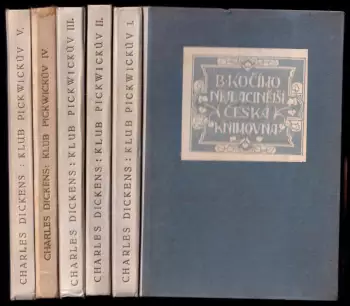 CHARLES DICKENS : KLUB PICKWICKŮV V.
CHARLES DICKENS: KLUB PICKWICKŮV IV.
CHARLES DICKENS : KLUB PICKWICKŮV III.
CHARLES DICKENS : KLUB PICKWICKŮV II.
CHARLES DICKENS : KLUB PICKWICKŮV I.
B. KOČÍHO
NEJLACINĚJŠÍ
ČESKÁ
KNIHOVNA